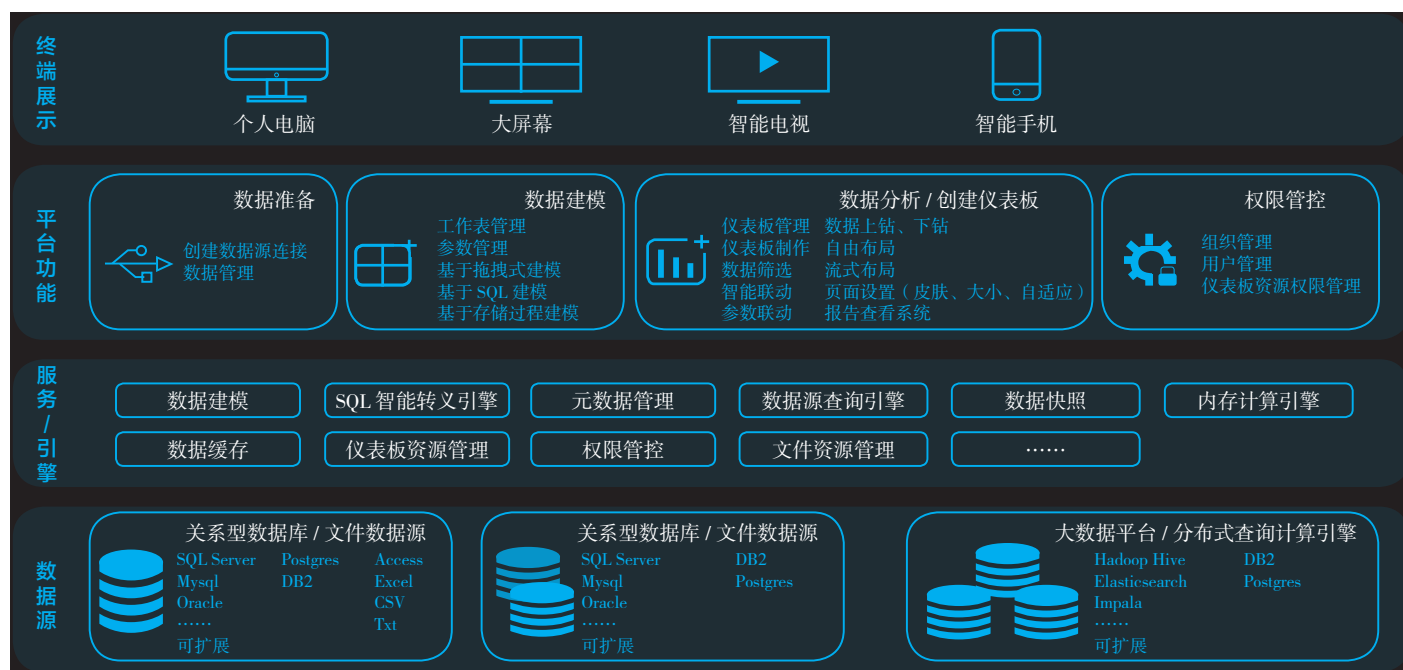 终端展示
个人电脑
大屏幕
智能电视
智能手机
平台功能
数据准备
创建数据源连接
数据管理
数据建模
工作表管理
参数管理
基于拖拽式建模
基于 SQL 建模
基于存储过程建模
数据分析 / 创建仪表板
仪表板管理 数据上钻、下钻
仪表板制作 自由布局
数据筛选 流式布局
智能联动 页面设置（皮肤、大小、自适应）
参数联动 报告查看系统
权限管控
组织管理
用户管理
仪表板资源权限管理
服务/引擎
数据建模
SQL 智能转义引擎
元数据管理
数据源查询引擎
数据快照
内存计算引擎
数据缓存
仪表板资源管理
权限管控
文件资源管理
……
数据源
关系型数据库 / 文件数据源
SQL Server Postgres Access
Mysql DB2 Excel
Oracle CSV
…… Txt
可扩展
关系型数据库 / 文件数据源
SQL Server DB2
Mysql Postgres
Oracle
……
可扩展
大数据平台 / 分布式查询计算引擎
Hadoop Hive DB2
Elasticsearch Postgres
Impala
……
可扩展